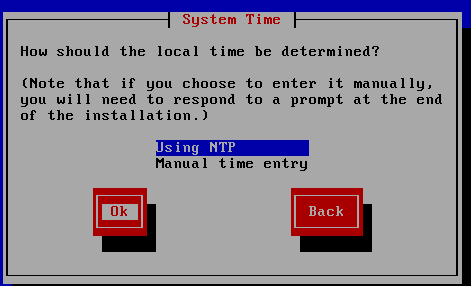 System Time
How should the local time be determined?
(Note that if you choose to enter it manually,
you will need to respond to a prompt at the end
of the installation.)
Using NTP
Manual time entry
Ok
Back